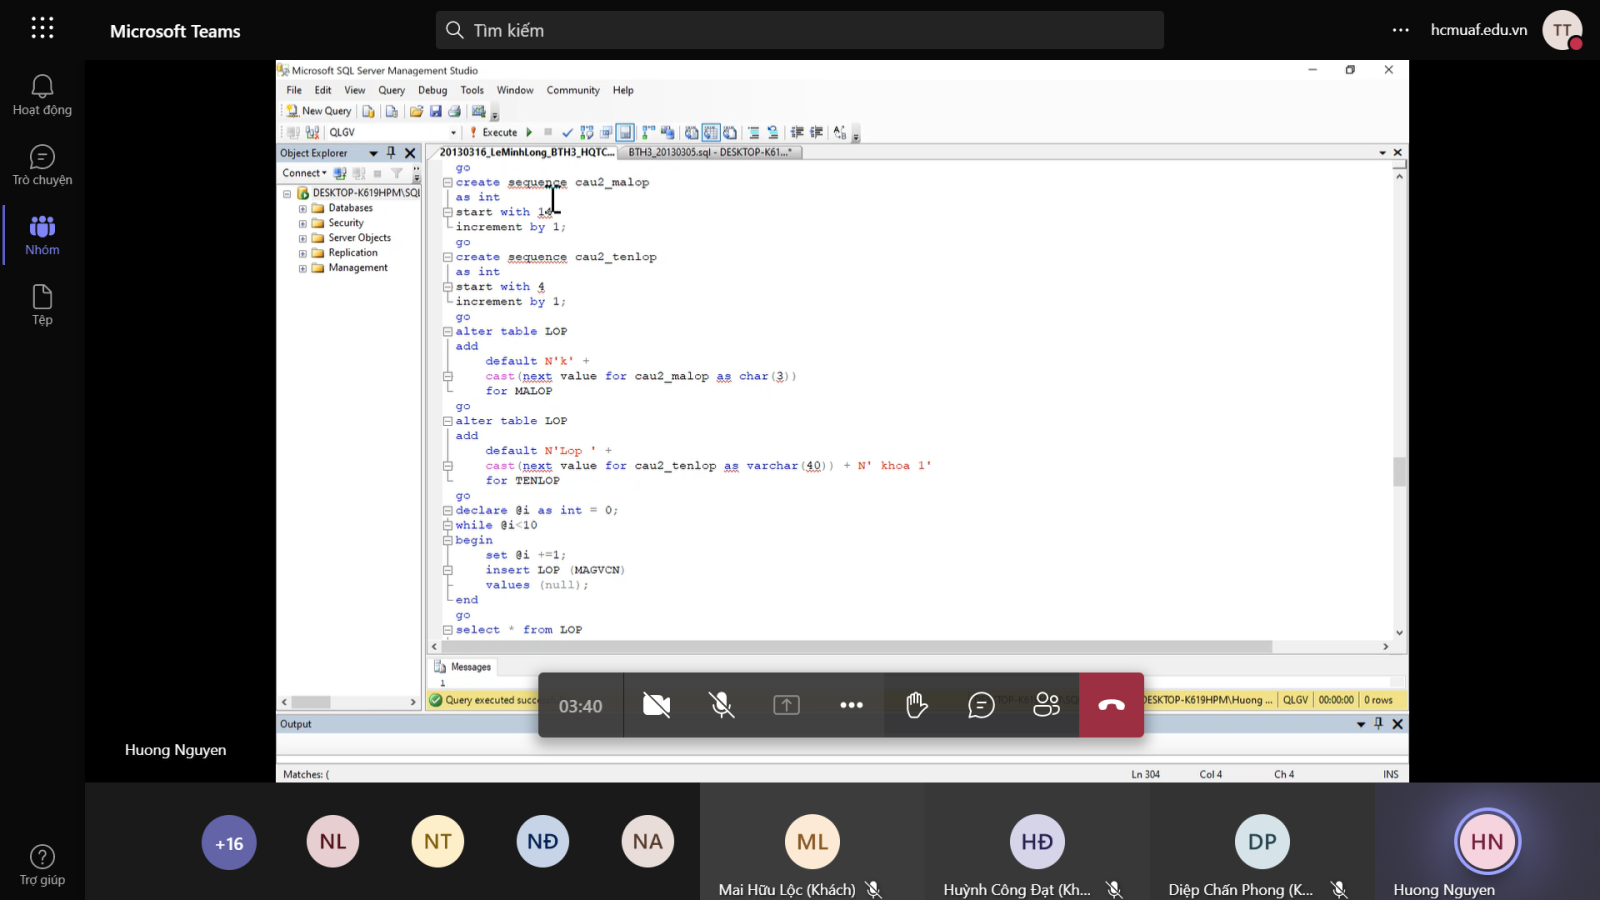 Microsoft Teams
Tìm kiếm
hcmuaf.edu.vn
TT
Hoạt động
Trò chuyện
Nhóm
Tệp
Trợ giúp
Microsoft SQL Server Management Studio
File Edit View Query Debug Tools Window Community Help
New Query
QLGV
Execute
Object Explorer
Connect
DESKTOP-K619HPM\SQL
Databases
Security
Server Objects
Replication
Management
20130316_LeMinhLong_BTH3_HQTC...
BTH3_20130305.sql - DESKTOP-K61...*
go
create sequence cau2_malop
as int
start with 14
increment by 1;
go
create sequence cau2_tenlop
as int
start with 4
increment by 1;
go
alter table LOP
add
default N'k' +
cast(next value for cau2_malop as char(3))
for MALOP
go
alter table LOP
add
default N'Lop ' +
cast(next value for cau2_tenlop as varchar(40)) + N' khoa 1'
for TENLOP
go
declare @i as int = 0;
while @i<10
begin
set @i +=1;
insert LOP (MAGVCN)
values (null);
end
go
select * from LOP
Messages
1
Query executed succ
DESKTOP-K619HPM\Huong ... QLGV 00:00:00 0 rows
03:40
Output
Matches: (
Ln 304 Col 4 Ch 4 INS
Huong Nguyen
+16
NL
NT
NĐ
NA
ML
Mai Hữu Lộc (Khách)
HĐ
Huỳnh Công Đạt (Kh...
DP
Diệp Chấn Phong (K...
HN
Huong Nguyen